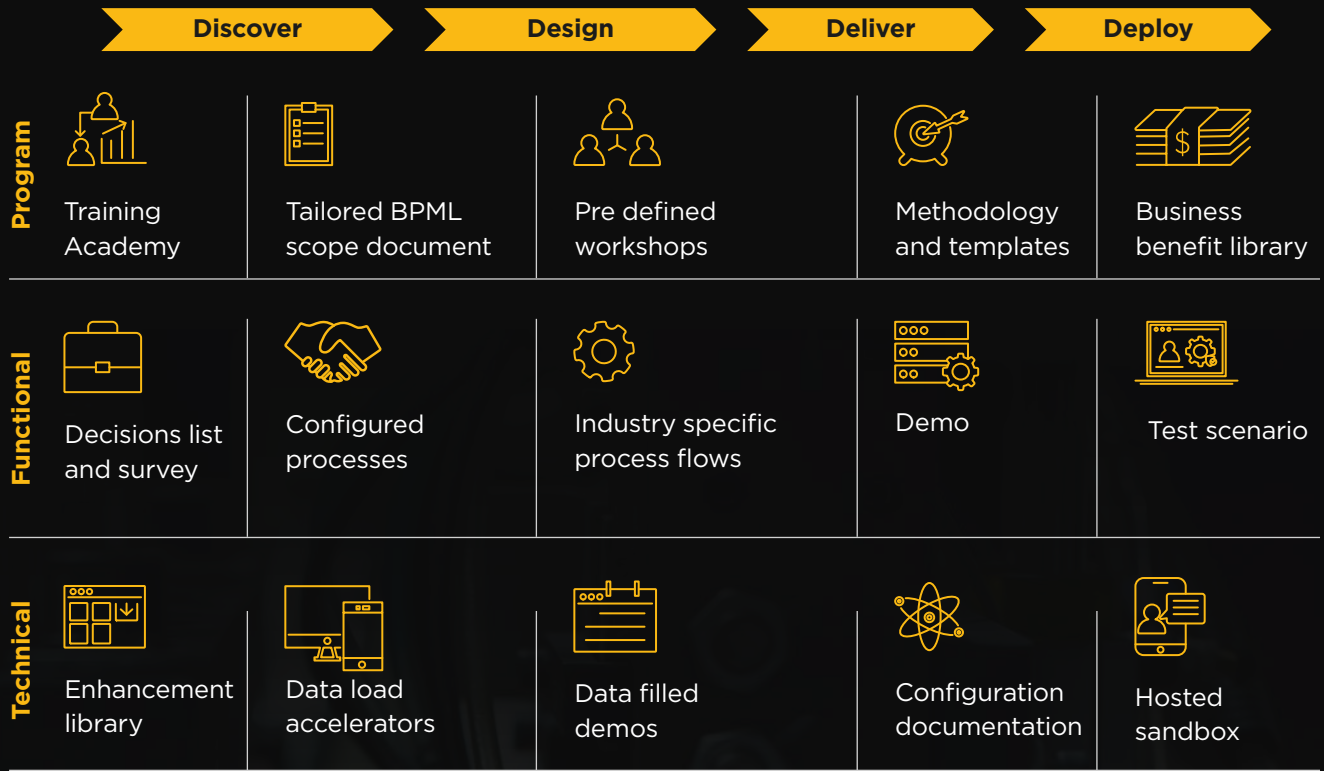 Discover
Design
Deliver
Deploy
Program
Training
Academy
Tailored BPML
scope document
Pre defined
workshops
Methodology
and templates
Business
benefit library
$
Functional
Decisions list
and survey
Configured
processes
Industry specific
process flows
Demo
Test scenario
Technical
Enhancement
library
Data load
accelerators
Data filled
demos
Configuration
documentation
Hosted
sandbox